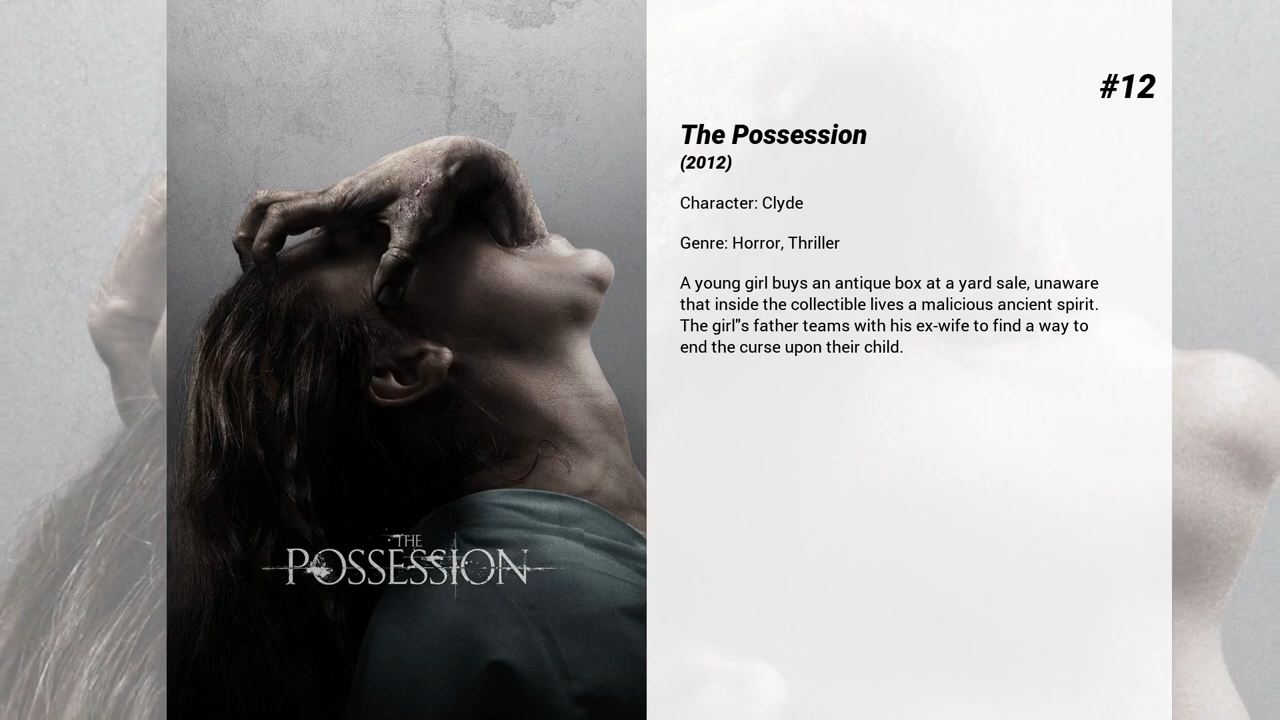 THE
POSSESSION
#12
The Possession
(2012)
Character: Clyde
Genre: Horror, Thriller
A young girl buys an antique box at a yard sale, unaware
that inside the collectible lives a malicious ancient spirit.
The girl"s father teams with his ex-wife to find a way to
end the curse upon their child.